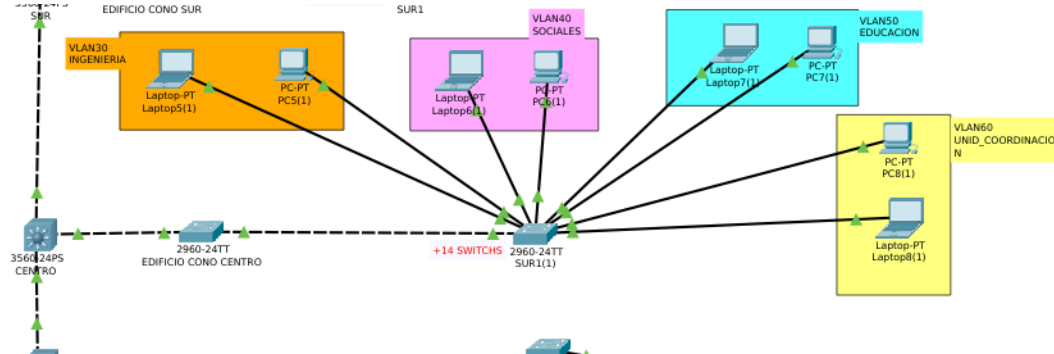 SUR
EDIFICIO CONO SUR
SUR1
VLAN30
INGENIERIA
Laptop-PT
Laptop5(1)
PC-PT
PC5(1)
VLAN40
SOCIALES
Laptop-PT
Laptop6(1)
PC-PT
PC6(1)
VLAN50
EDUCACION
Laptop-PT
Laptop7(1)
PC-PT
PC7(1)
VLAN60
UNID_COORDINACIO
N
PC-PT
PC8(1)
Laptop-PT
Laptop8(1)
3560-24PS
CENTRO
2960-24TT
EDIFICIO CONO CENTRO
+14 SWITCHS
2960-24TT
SUR1(1)